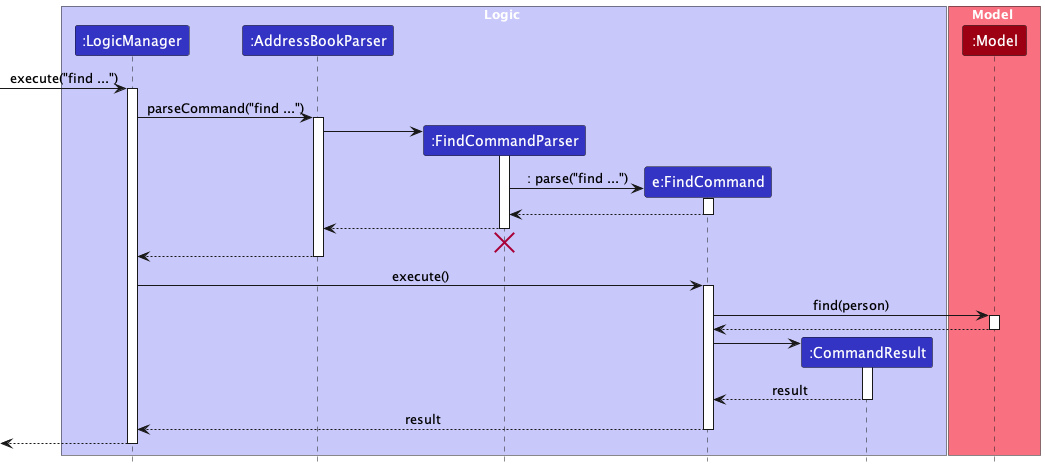 Logic
Model
:LogicManager
:AddressBookParser
:Model
execute("find ...")
parseCommand("find ...")
:FindCommandParser
: parse("find ...")
e:FindCommand
execute()
find(person)
:CommandResult
result
result